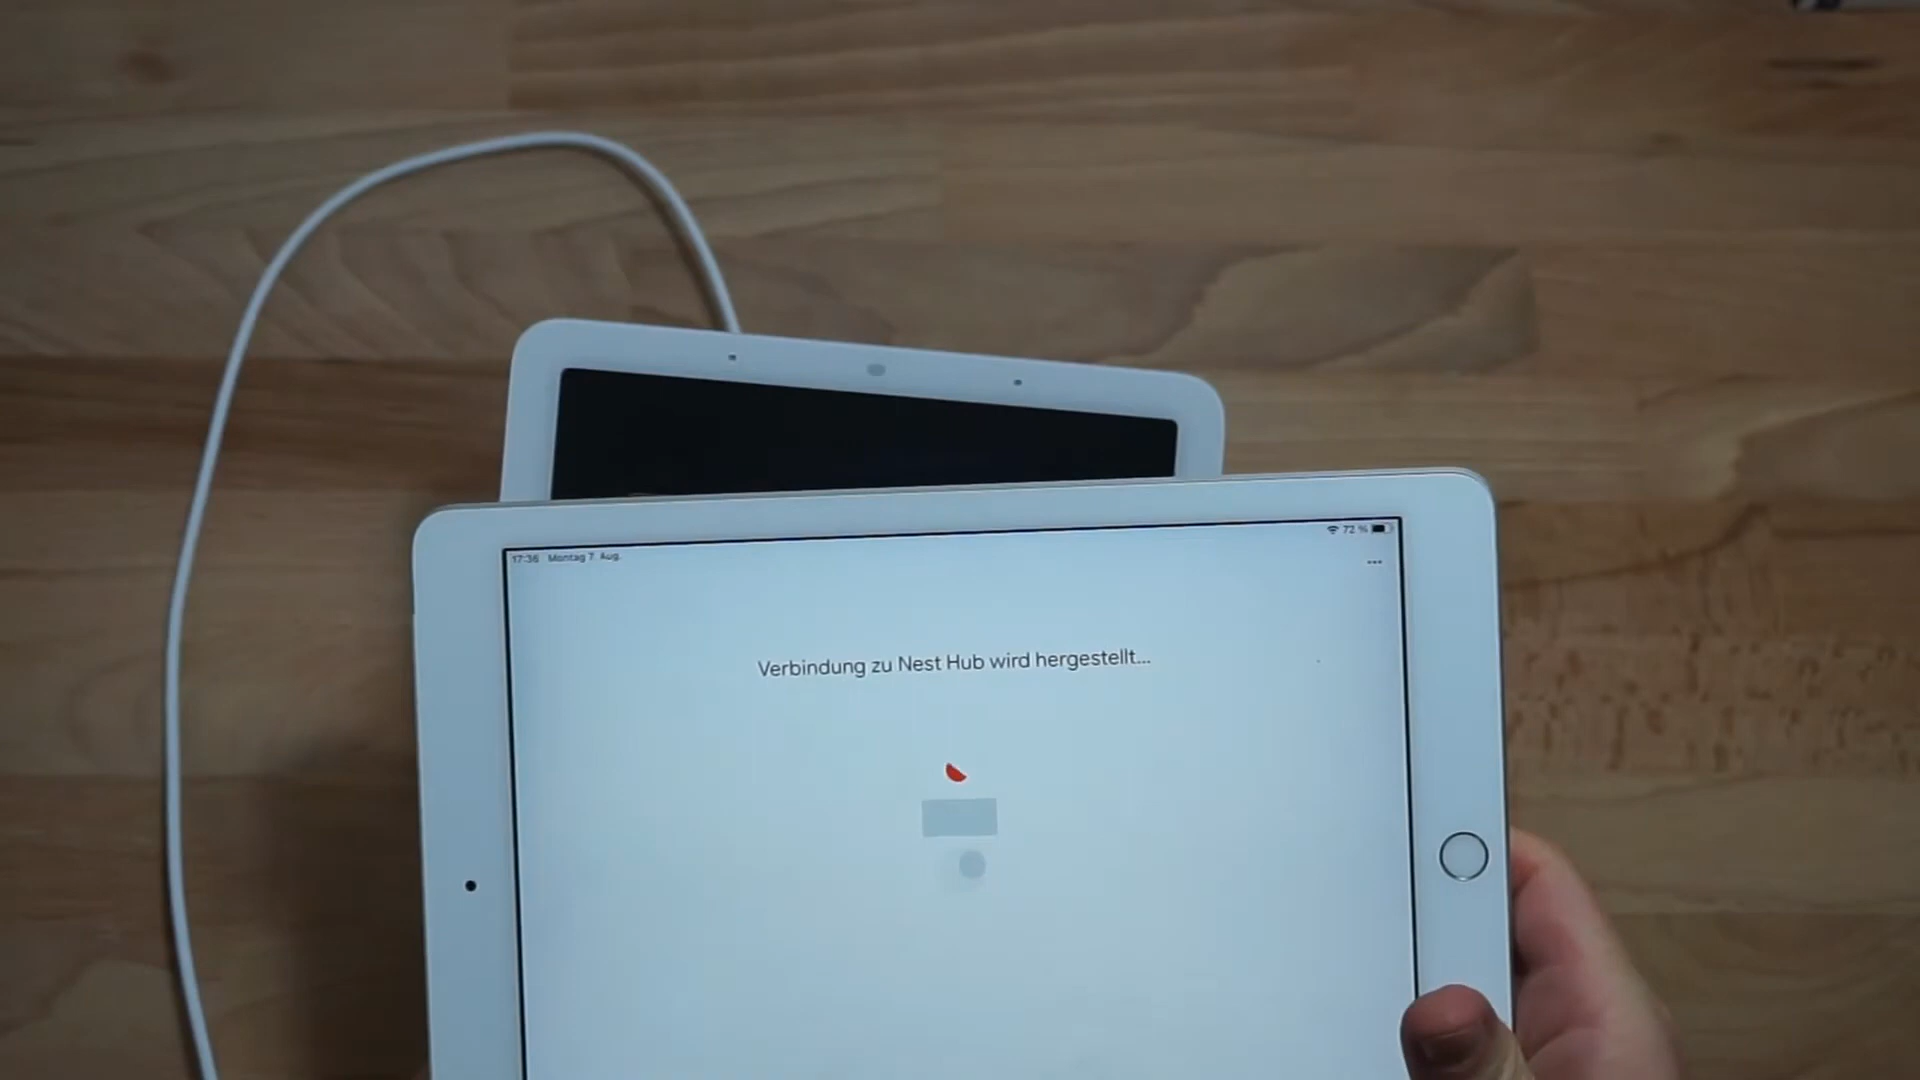 17:36 Montag 7. Aug.
72 %
Verbindung zu Nest Hub wird hergestellt...